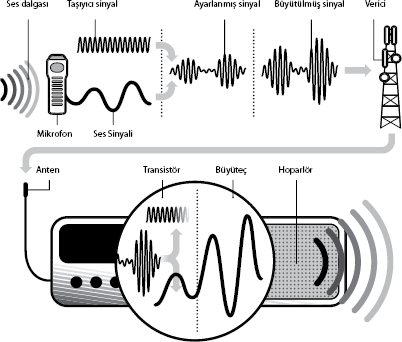 Ses dalgası
Taşıyıcı sinyal
Ayarlanmış sinyal
Büyütülmüş sinyal
Verici
Mikrofon
Ses Sinyali
Anten
Transistör
Büyüteç
Hoparlör